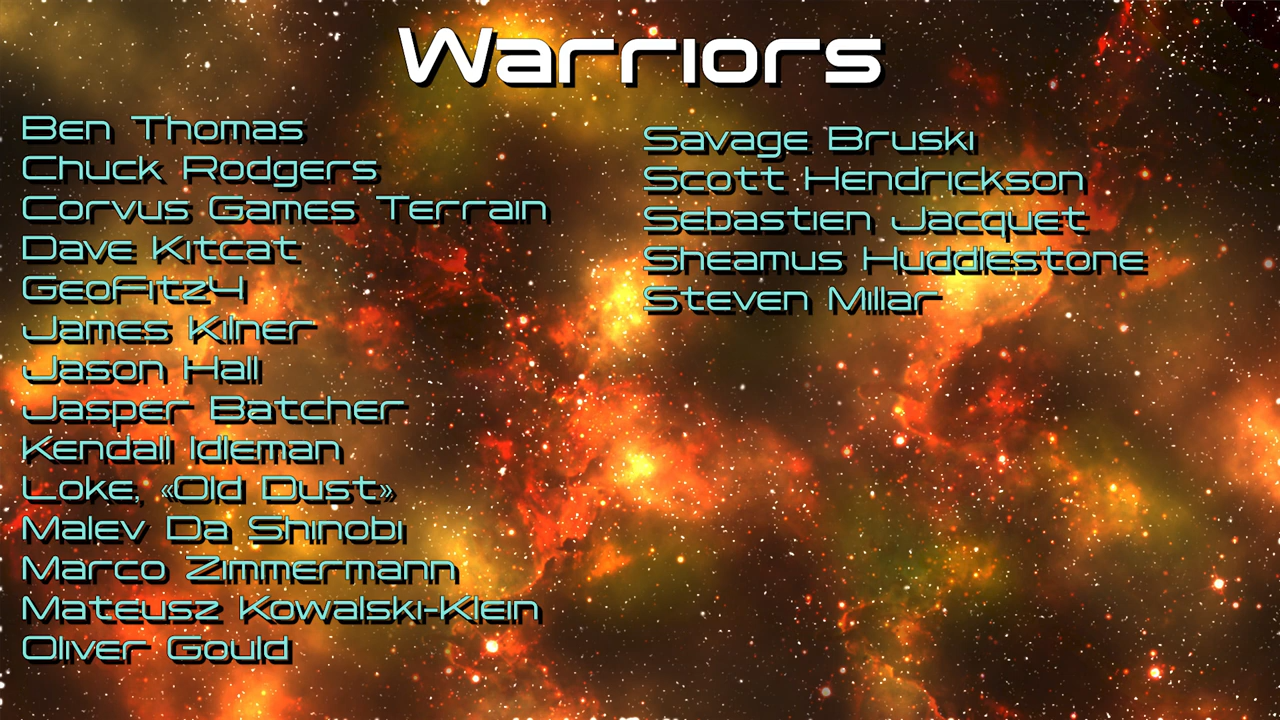 Warriors
Ben Thomas
Chuck Rodgers
Corvus Games Terrain
Dave Kitcat
GeoFitz4
James Kilner
Jason Hall
Jasper Batcher
Kendall Idleman
Loke, «Old Dust»
Malev Da Shinobi
Marco Zimmermann
Mateusz Kowalski-Klein
Oliver Gould
Savage Bruski
Scott Hendrickson
Sebastien Jacquet
Sheamus Huddlestone
Steven Millar